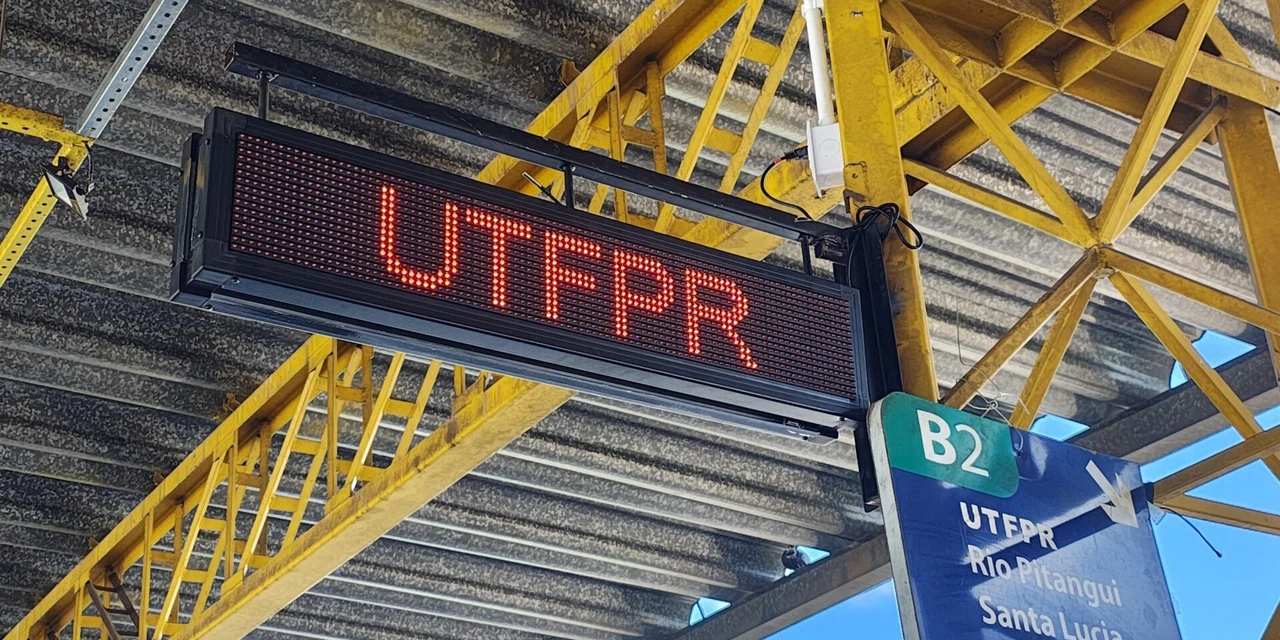 UTFPR
B2
UTFPR
Rio Pitangui
Santa Lucia